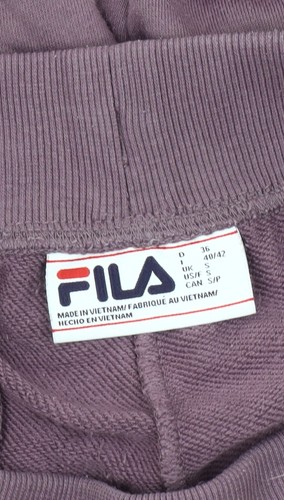 FILA
D 36
I 40/42
UK S
US/F S
CAN S/P
MADE IN VIETNAM/ FABRIQUÉ AU VIETNAM/
HECHO EN VIETNAM